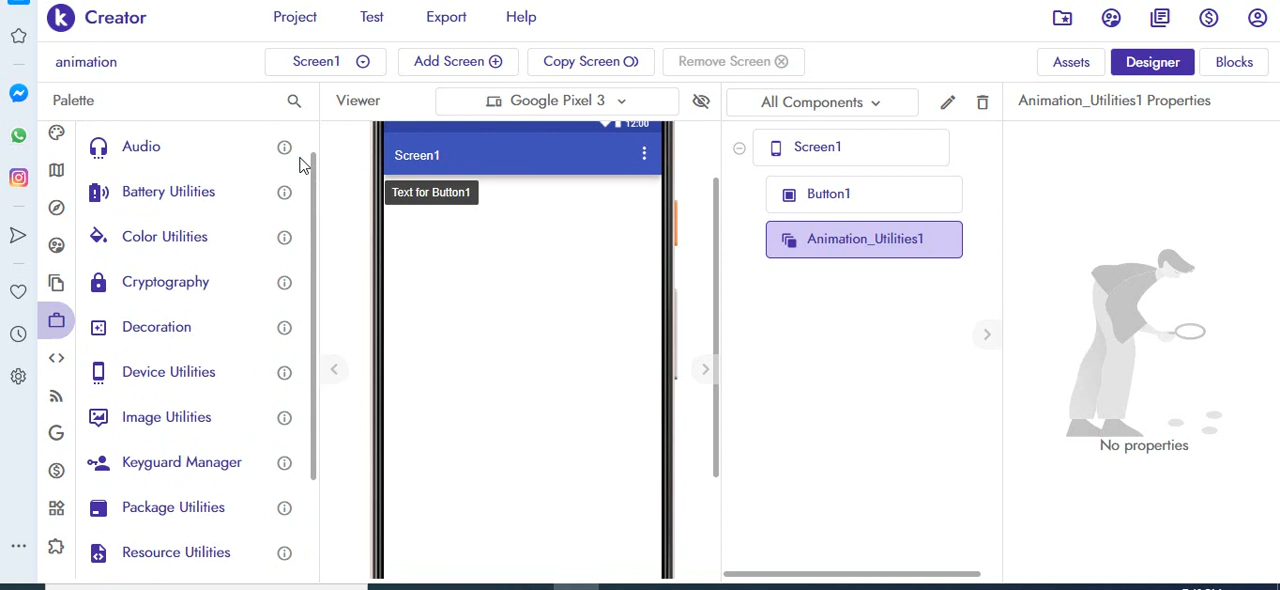 Creator
Project Test Export Help
animation Screen1 Add Screen Copy Screen Remove Screen Assets Designer Blocks
Palette Viewer Google Pixel 3 All Components Animation_Utilities1 Properties
12:00
Audio
Screen1
Screen1
Battery Utilities
Text for Button1
Button1
Color Utilities
Animation_Utilities1
Cryptography
Decoration
Device Utilities
Image Utilities
No properties
Keyguard Manager
Package Utilities
Resource Utilities